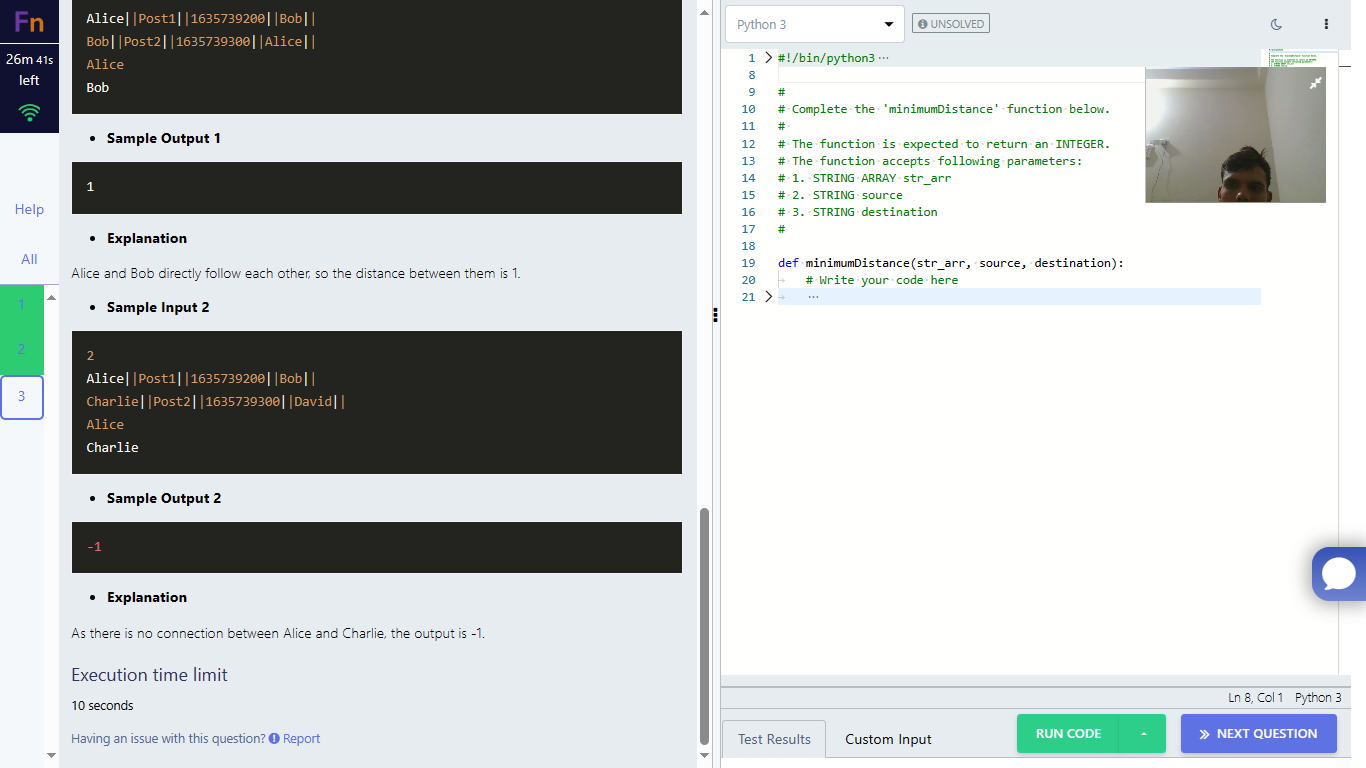 Fn
26m 41s
left
Help
All
1
2
3
Alice||Post1||1635739200||Bob||
Bob||Post2||1635739300||Alice||
Alice
Bob
• Sample Output 1
1
• Explanation
Alice and Bob directly follow each other, so the distance between them is 1.
• Sample Input 2
2
Alice||Post1||1635739200||Bob||
Charlie||Post2||1635739300||David||
Alice
Charlie
• Sample Output 2
-1
• Explanation
As there is no connection between Alice and Charlie, the output is -1.
Execution time limit
10 seconds
Having an issue with this question? Report
Python 3
UNSOLVED
1 #!/bin/python3 ···
8
9 #
10 # Complete the 'minimumDistance' function below.
11 #
12 # The function is expected to return an INTEGER.
13 # The function accepts following parameters:
14 # 1. STRING ARRAY str_arr
15 # 2. STRING source
16 # 3. STRING destination
17 #
18
19 def minimumDistance(str_arr, source, destination):
20 # Write your code here
21 ···
Ln 8, Col 1 Python 3
Test Results
Custom Input
RUN CODE
NEXT QUESTION